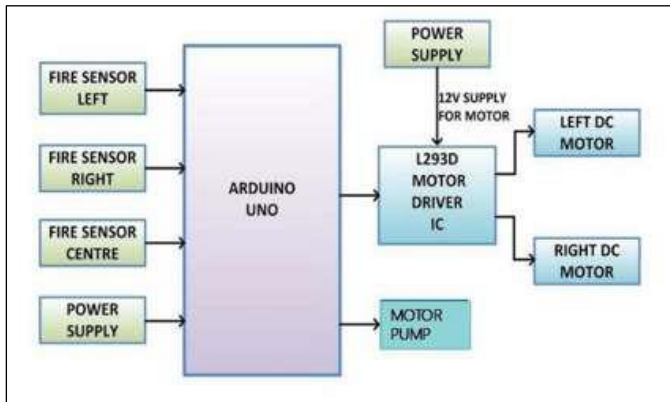 FIRE SENSOR
LEFT
FIRE SENSOR
RIGHT
FIRE SENSOR
CENTRE
POWER
SUPPLY
ARDUINO
UNO
POWER
SUPPLY
12V SUPPLY
FOR MOTOR
L293D
MOTOR
DRIVER
IC
LEFT DC
MOTOR
RIGHT DC
MOTOR
MOTOR
PUMP